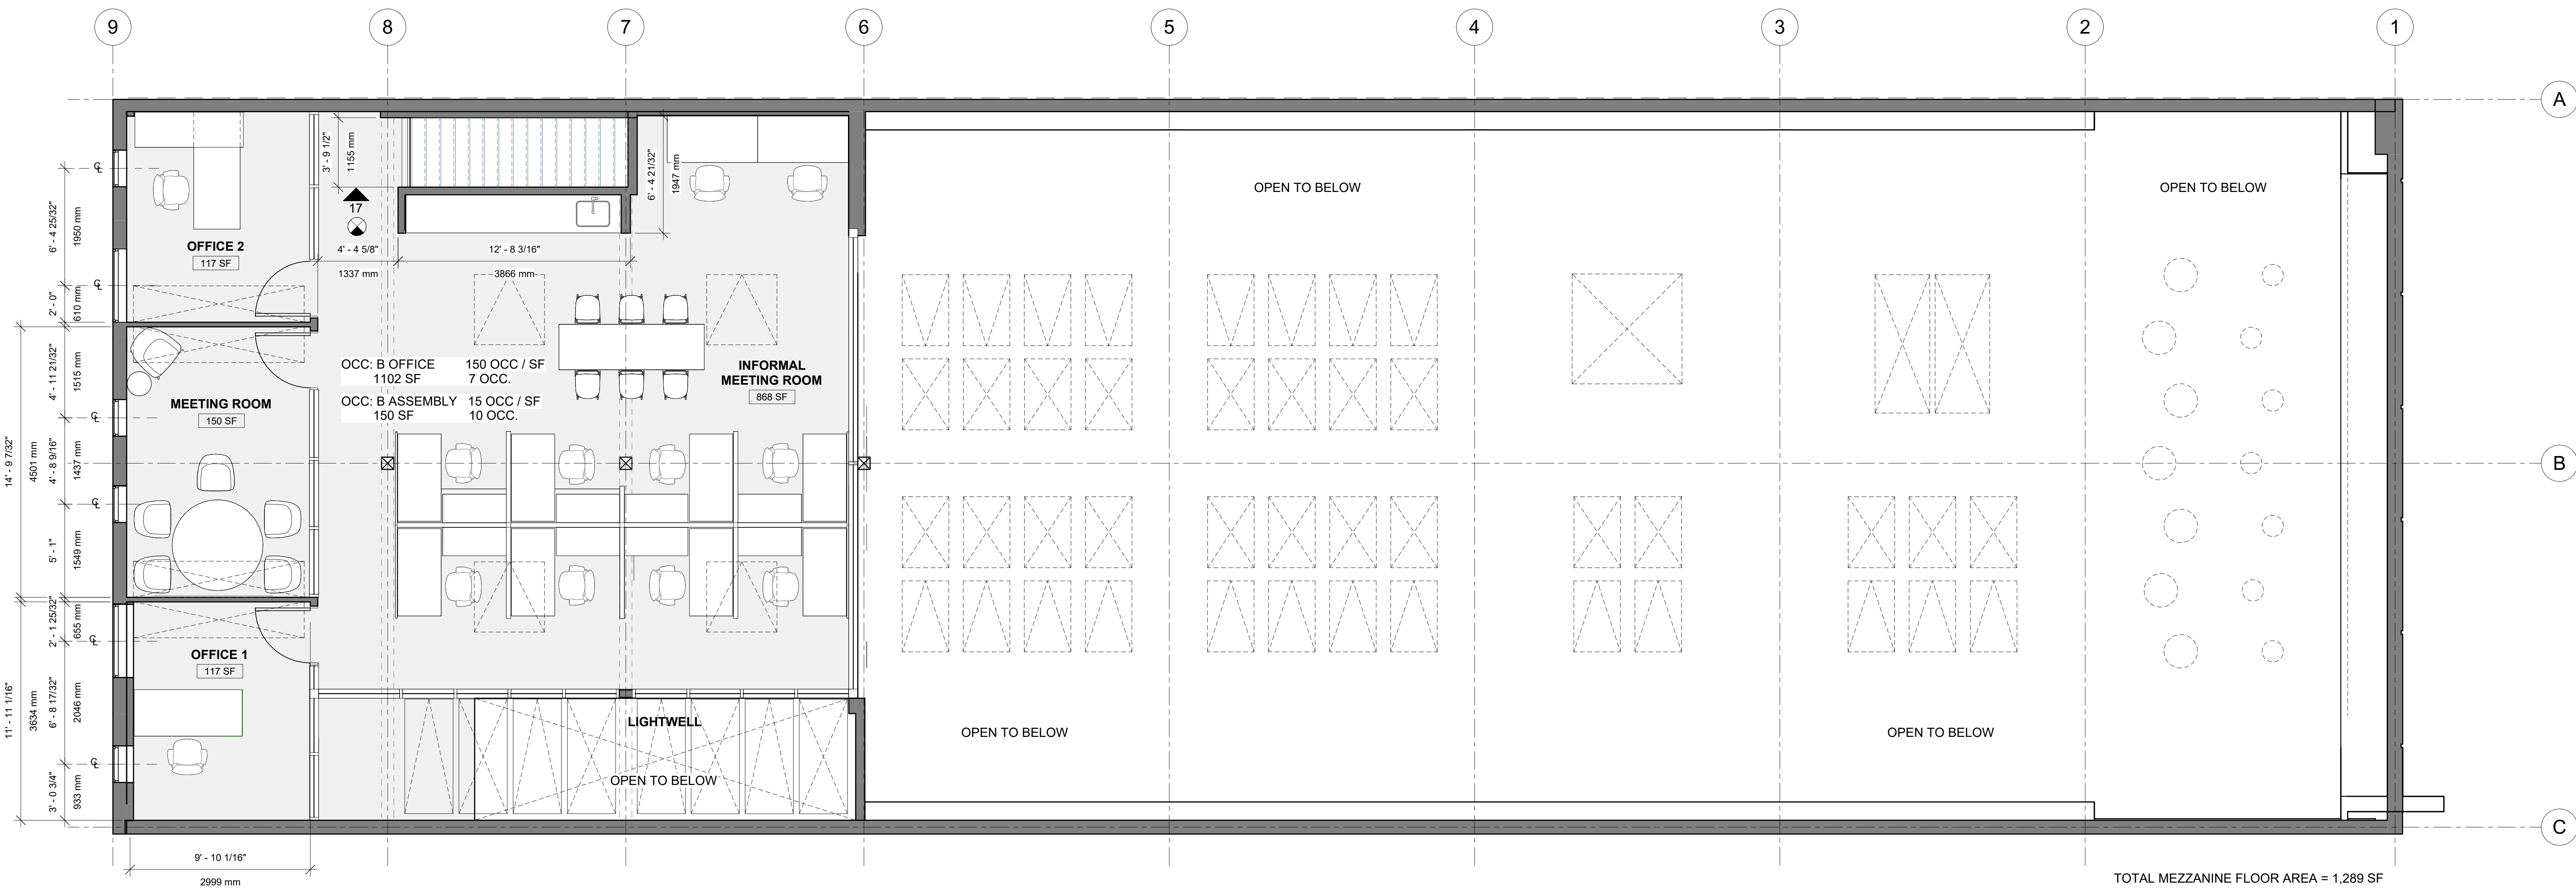 9 8 7 6 5 4 3 2 1
A
B
C
3' - 9 1/2"
1155 mm
6' - 4 21/32"
1947 mm
OPEN TO BELOW
OPEN TO BELOW
17
6' - 4 25/32"
1950 mm
OFFICE 2
117 SF
4' - 4 5/8"
1337 mm
12' - 8 3/16"
3866 mm
2' - 0"
610 mm
4' - 11 21/32"
1515 mm
OCC: B OFFICE 150 OCC / SF
1102 SF 7 OCC.
OCC: B ASSEMBLY 15 OCC / SF
150 SF 10 OCC.
INFORMAL
MEETING ROOM
868 SF
MEETING ROOM
150 SF
14' - 9 7/32"
4501 mm
4' - 8 9/16"
1437 mm
5' - 1"
1549 mm
2' - 1 25/32"
655 mm
OFFICE 1
117 SF
11' - 11 1/16"
3634 mm
6' - 8 17/32"
2046 mm
3' - 0 3/4"
933 mm
LIGHTWELL
OPEN TO BELOW
OPEN TO BELOW
OPEN TO BELOW
9' - 10 1/16"
2999 mm
TOTAL MEZZANINE FLOOR AREA = 1,289 SF